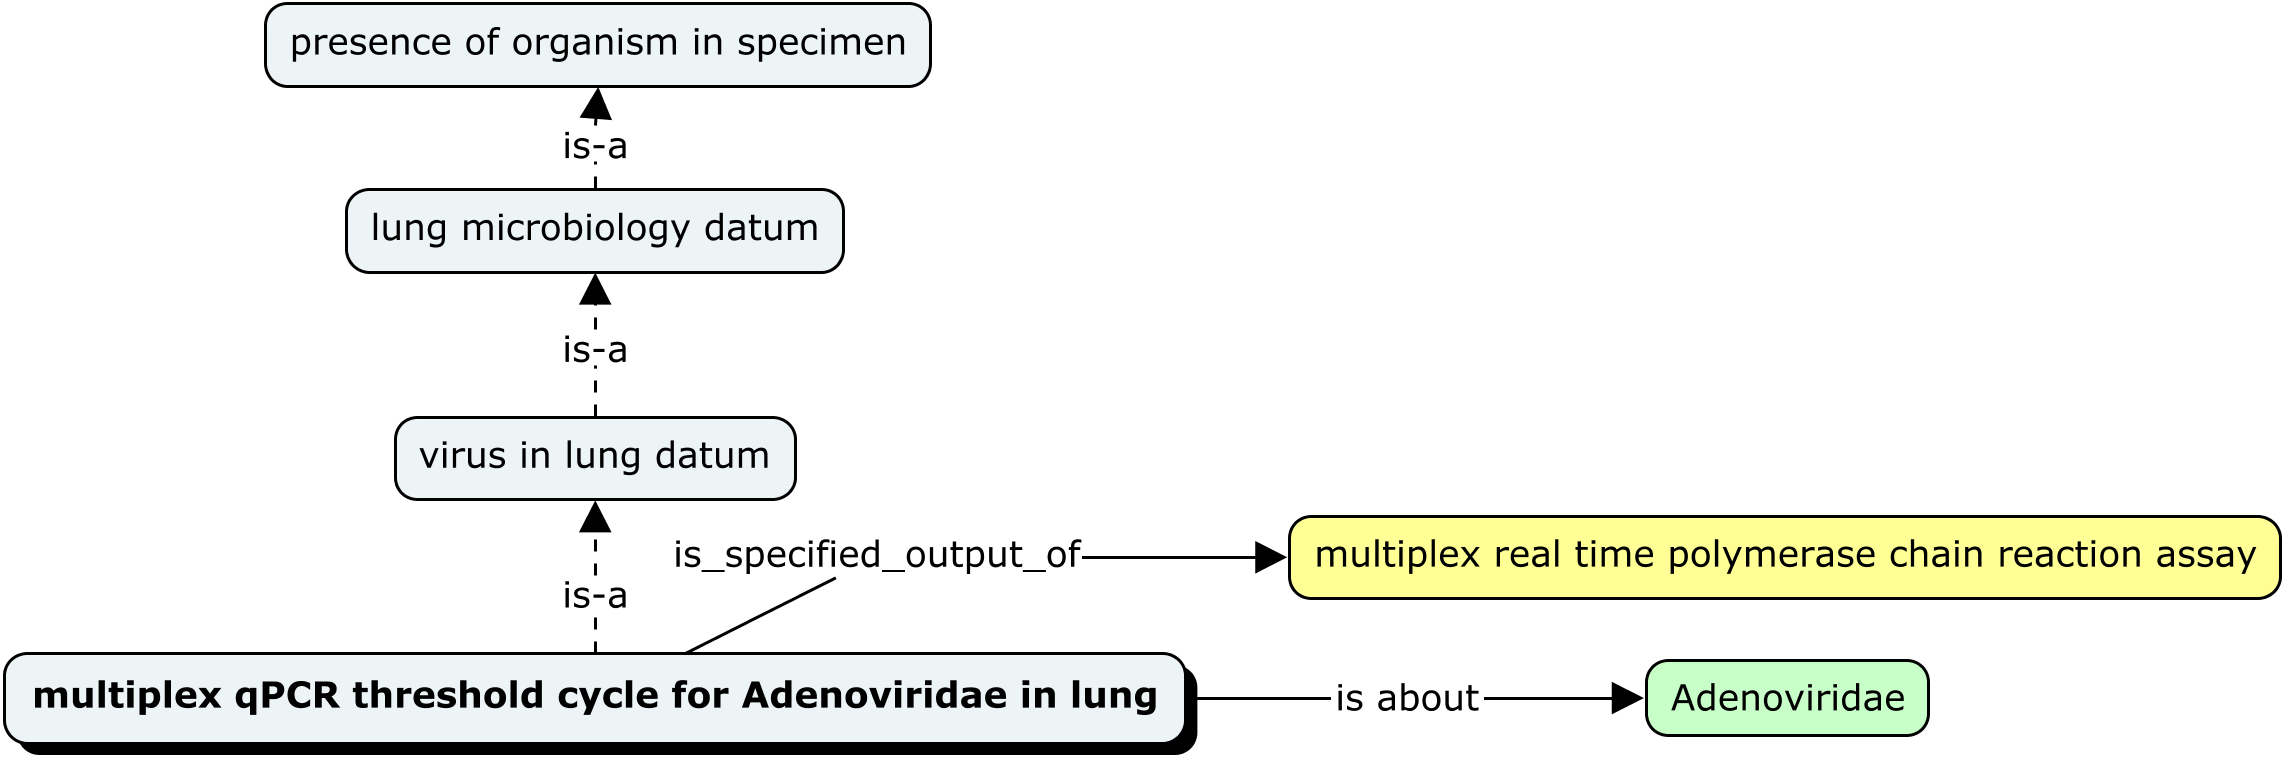 presence of organism in specimen
is-a
lung microbiology datum
is-a
virus in lung datum
is_specified_output_of
multiplex real time polymerase chain reaction assay
is-a
multiplex qPCR threshold cycle for Adenoviridae in lung
is about
Adenoviridae